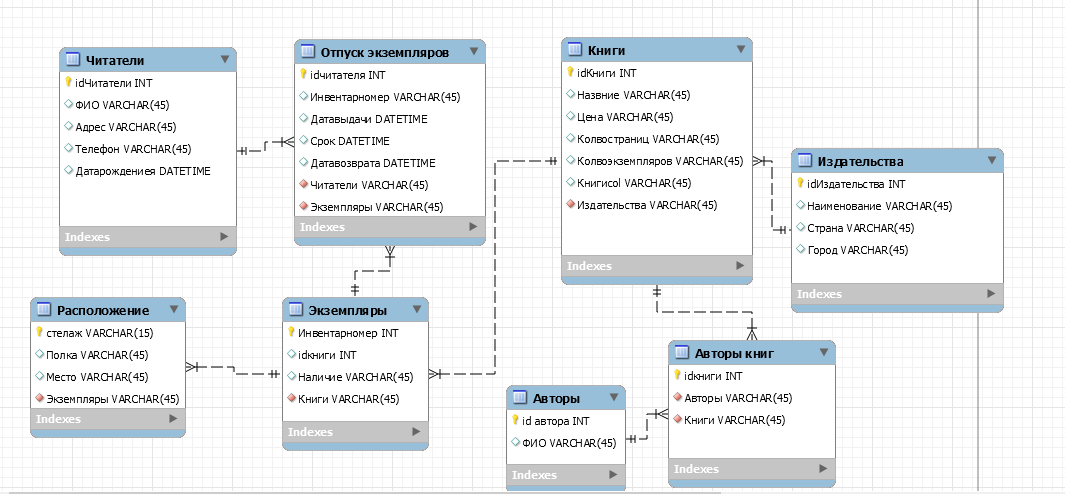 Читатели
idЧитатели INT
ФИО VARCHAR(45)
Адрес VARCHAR(45)
Телефон VARCHAR(45)
Датарождениея DATETIME
Indexes
Отпуск экземпляров
idчитателя INT
Инвентарномер VARCHAR(45)
Датавыдачи DATETIME
Срок DATETIME
Датавозврата DATETIME
Читатели VARCHAR(45)
Экземпляры VARCHAR(45)
Indexes
Книги
idКниги INT
Назвние VARCHAR(45)
Цена VARCHAR(45)
Колвостраниц VARCHAR(45)
Колвоэкземпляров VARCHAR(45)
Книгиcol VARCHAR(45)
Издательства VARCHAR(45)
Indexes
Издательства
idИздательства INT
Наименование VARCHAR(45)
Страна VARCHAR(45)
Город VARCHAR(45)
Indexes
Расположение
стелаж VARCHAR(15)
Полка VARCHAR(45)
Место VARCHAR(45)
Экземпляры VARCHAR(45)
Indexes
Экземпляры
Инвентарномер INT
idкниги INT
Наличие VARCHAR(45)
Книги VARCHAR(45)
Indexes
Авторы
id автора INT
ФИО VARCHAR(45)
Indexes
Авторы книг
idкниги INT
Авторы VARCHAR(45)
Книги VARCHAR(45)
Indexes